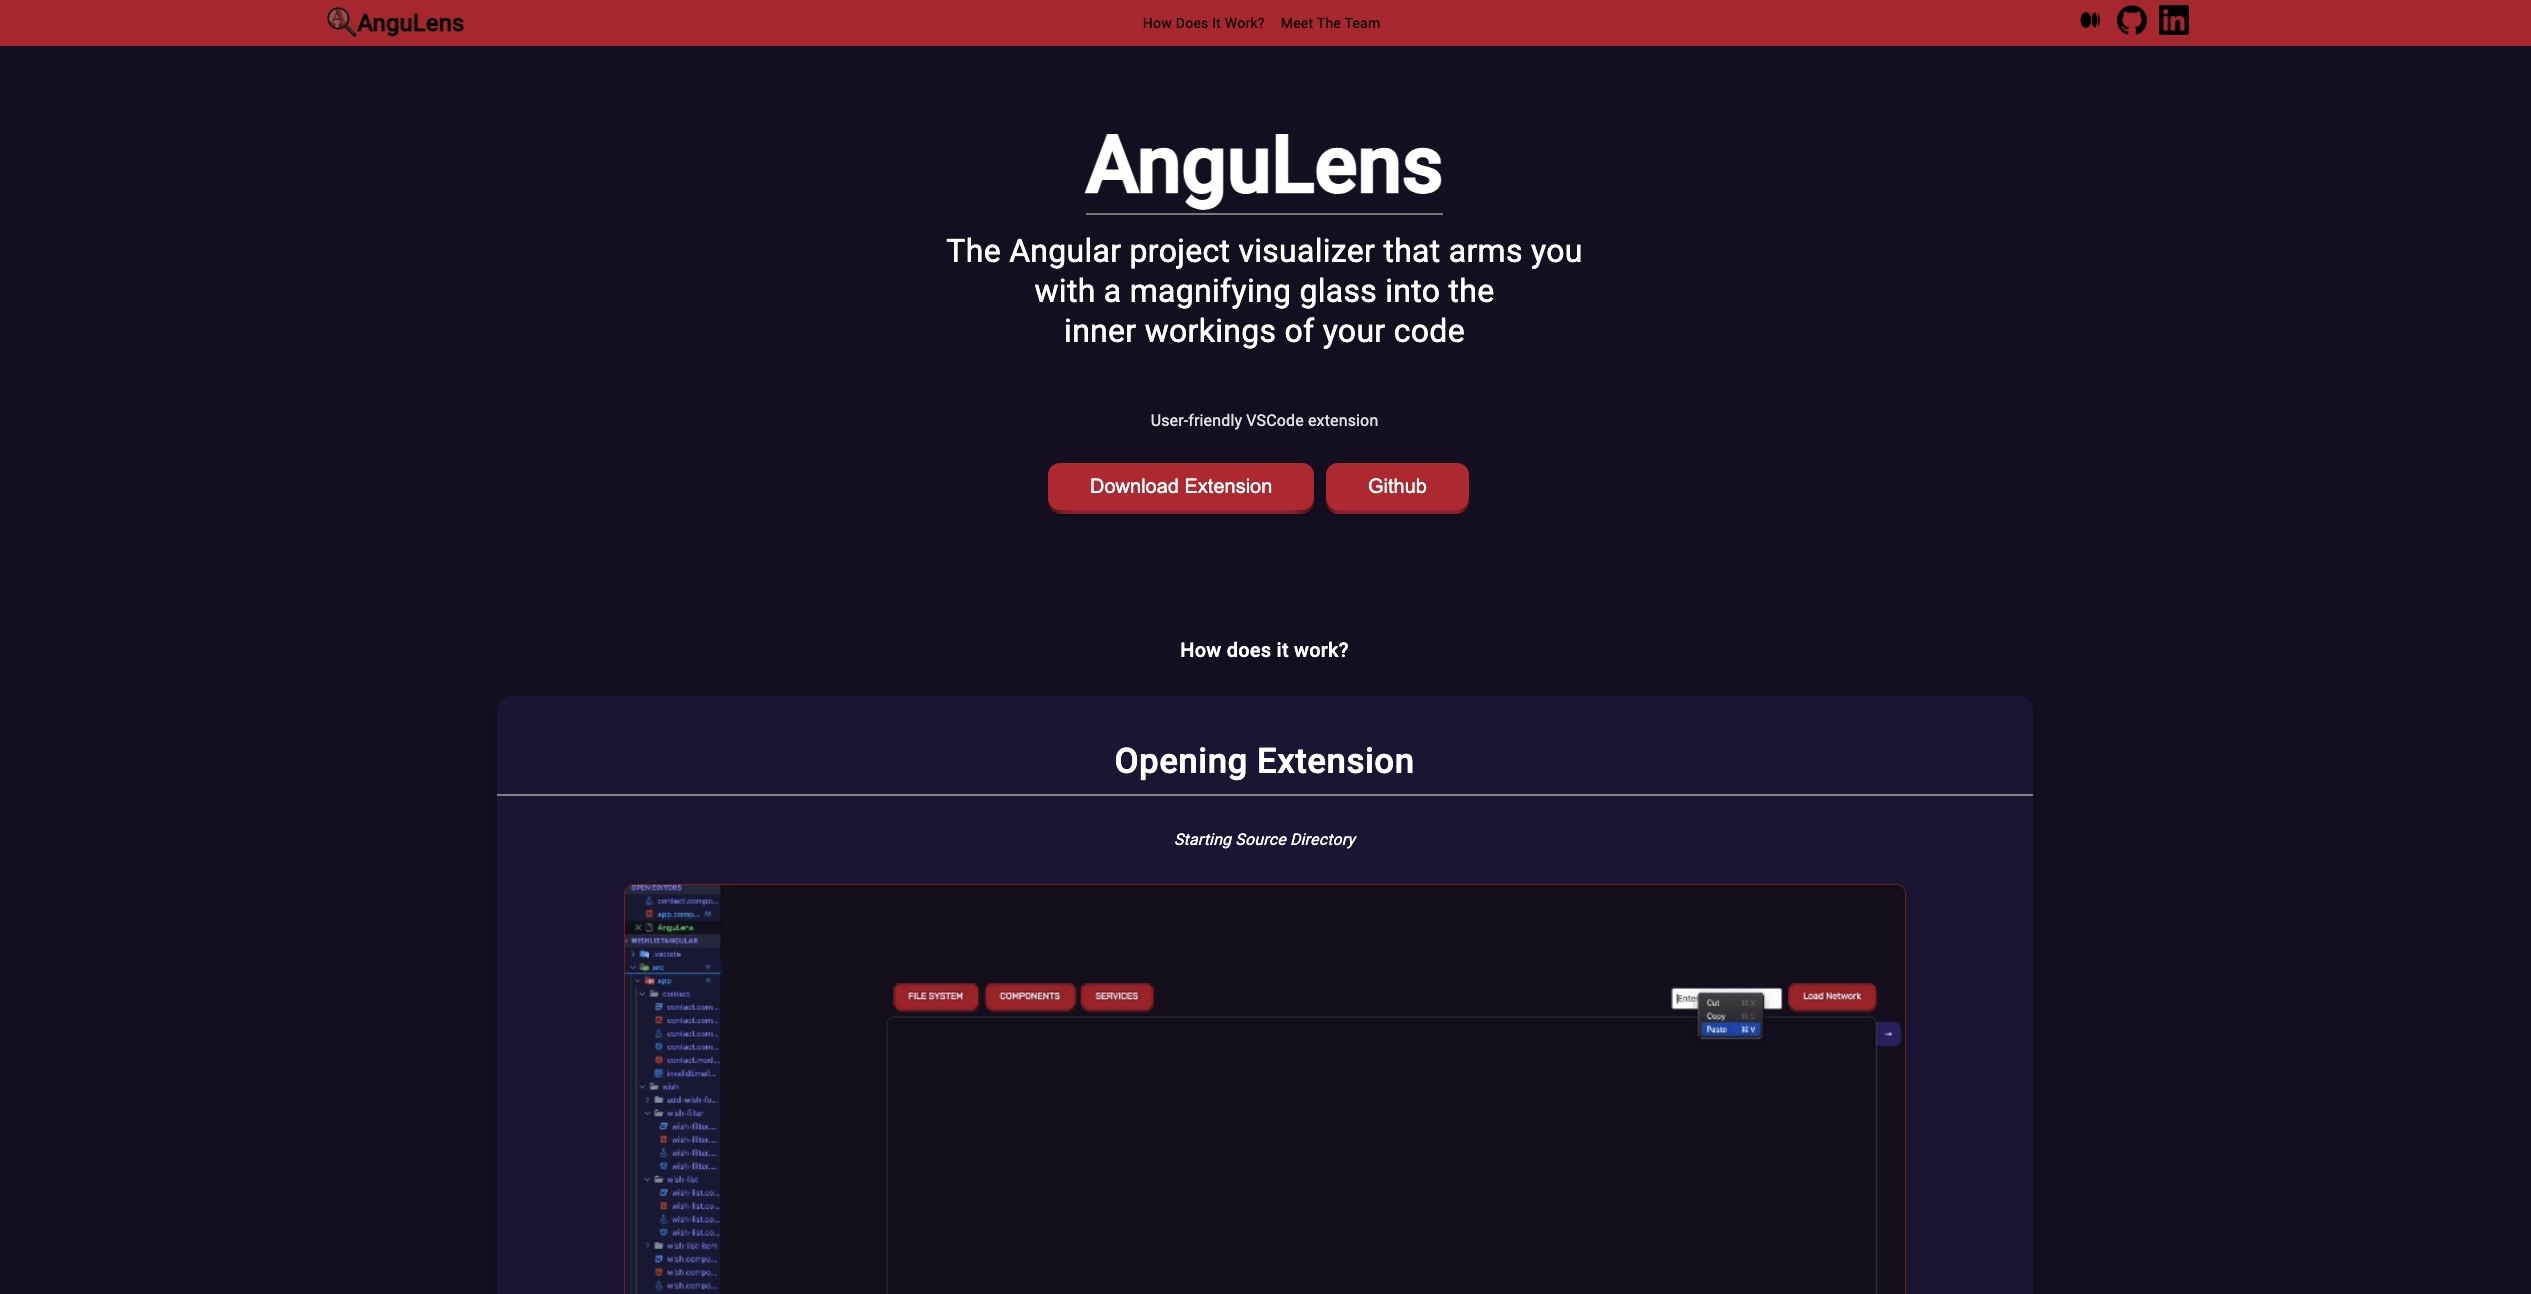 AnguLens
How Does It Work?
Meet The Team
AnguLens
The Angular project visualizer that arms you
with a magnifying glass into the
inner workings of your code
User-friendly VSCode extension
Download Extension
Github
How does it work?
Opening Extension
Starting Source Directory
OPEN EDITORS
contact.compo...
app.comp... M
AnguLens
WISHLISTANGULAR
.vscode
src
app
contact
contact.com...
contact.com...
contact.com...
contact.com...
contact.mod...
invalidEmail...
wish
add-wish-fo...
wish-filter
wish-filter....
wish-filter....
wish-filter....
wish-filter....
wish-list
wish-list.co...
wish-list.co...
wish-list.co...
wish-list.co...
wish-list-item
wish.compo...
wish.compo...
wish.compo...
FILE SYSTEM
COMPONENTS
SERVICES
Enter
Cut ⌘ X
Copy ⌘ C
Paste ⌘ V
Load Network
→